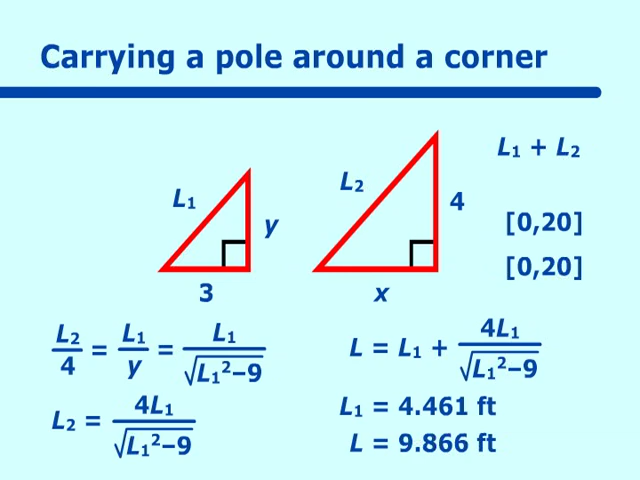 Carrying a pole around a corner
L₁ + L₂
L₁
y
3
L₂
4
x
[0,20]
[0,20]
L₂/4 = L₁/y = L₁/√(L₁²–9)
L₂ = 4L₁/√(L₁²–9)
L = L₁ + 4L₁/√(L₁²–9)
L₁ = 4.461 ft
L = 9.866 ft